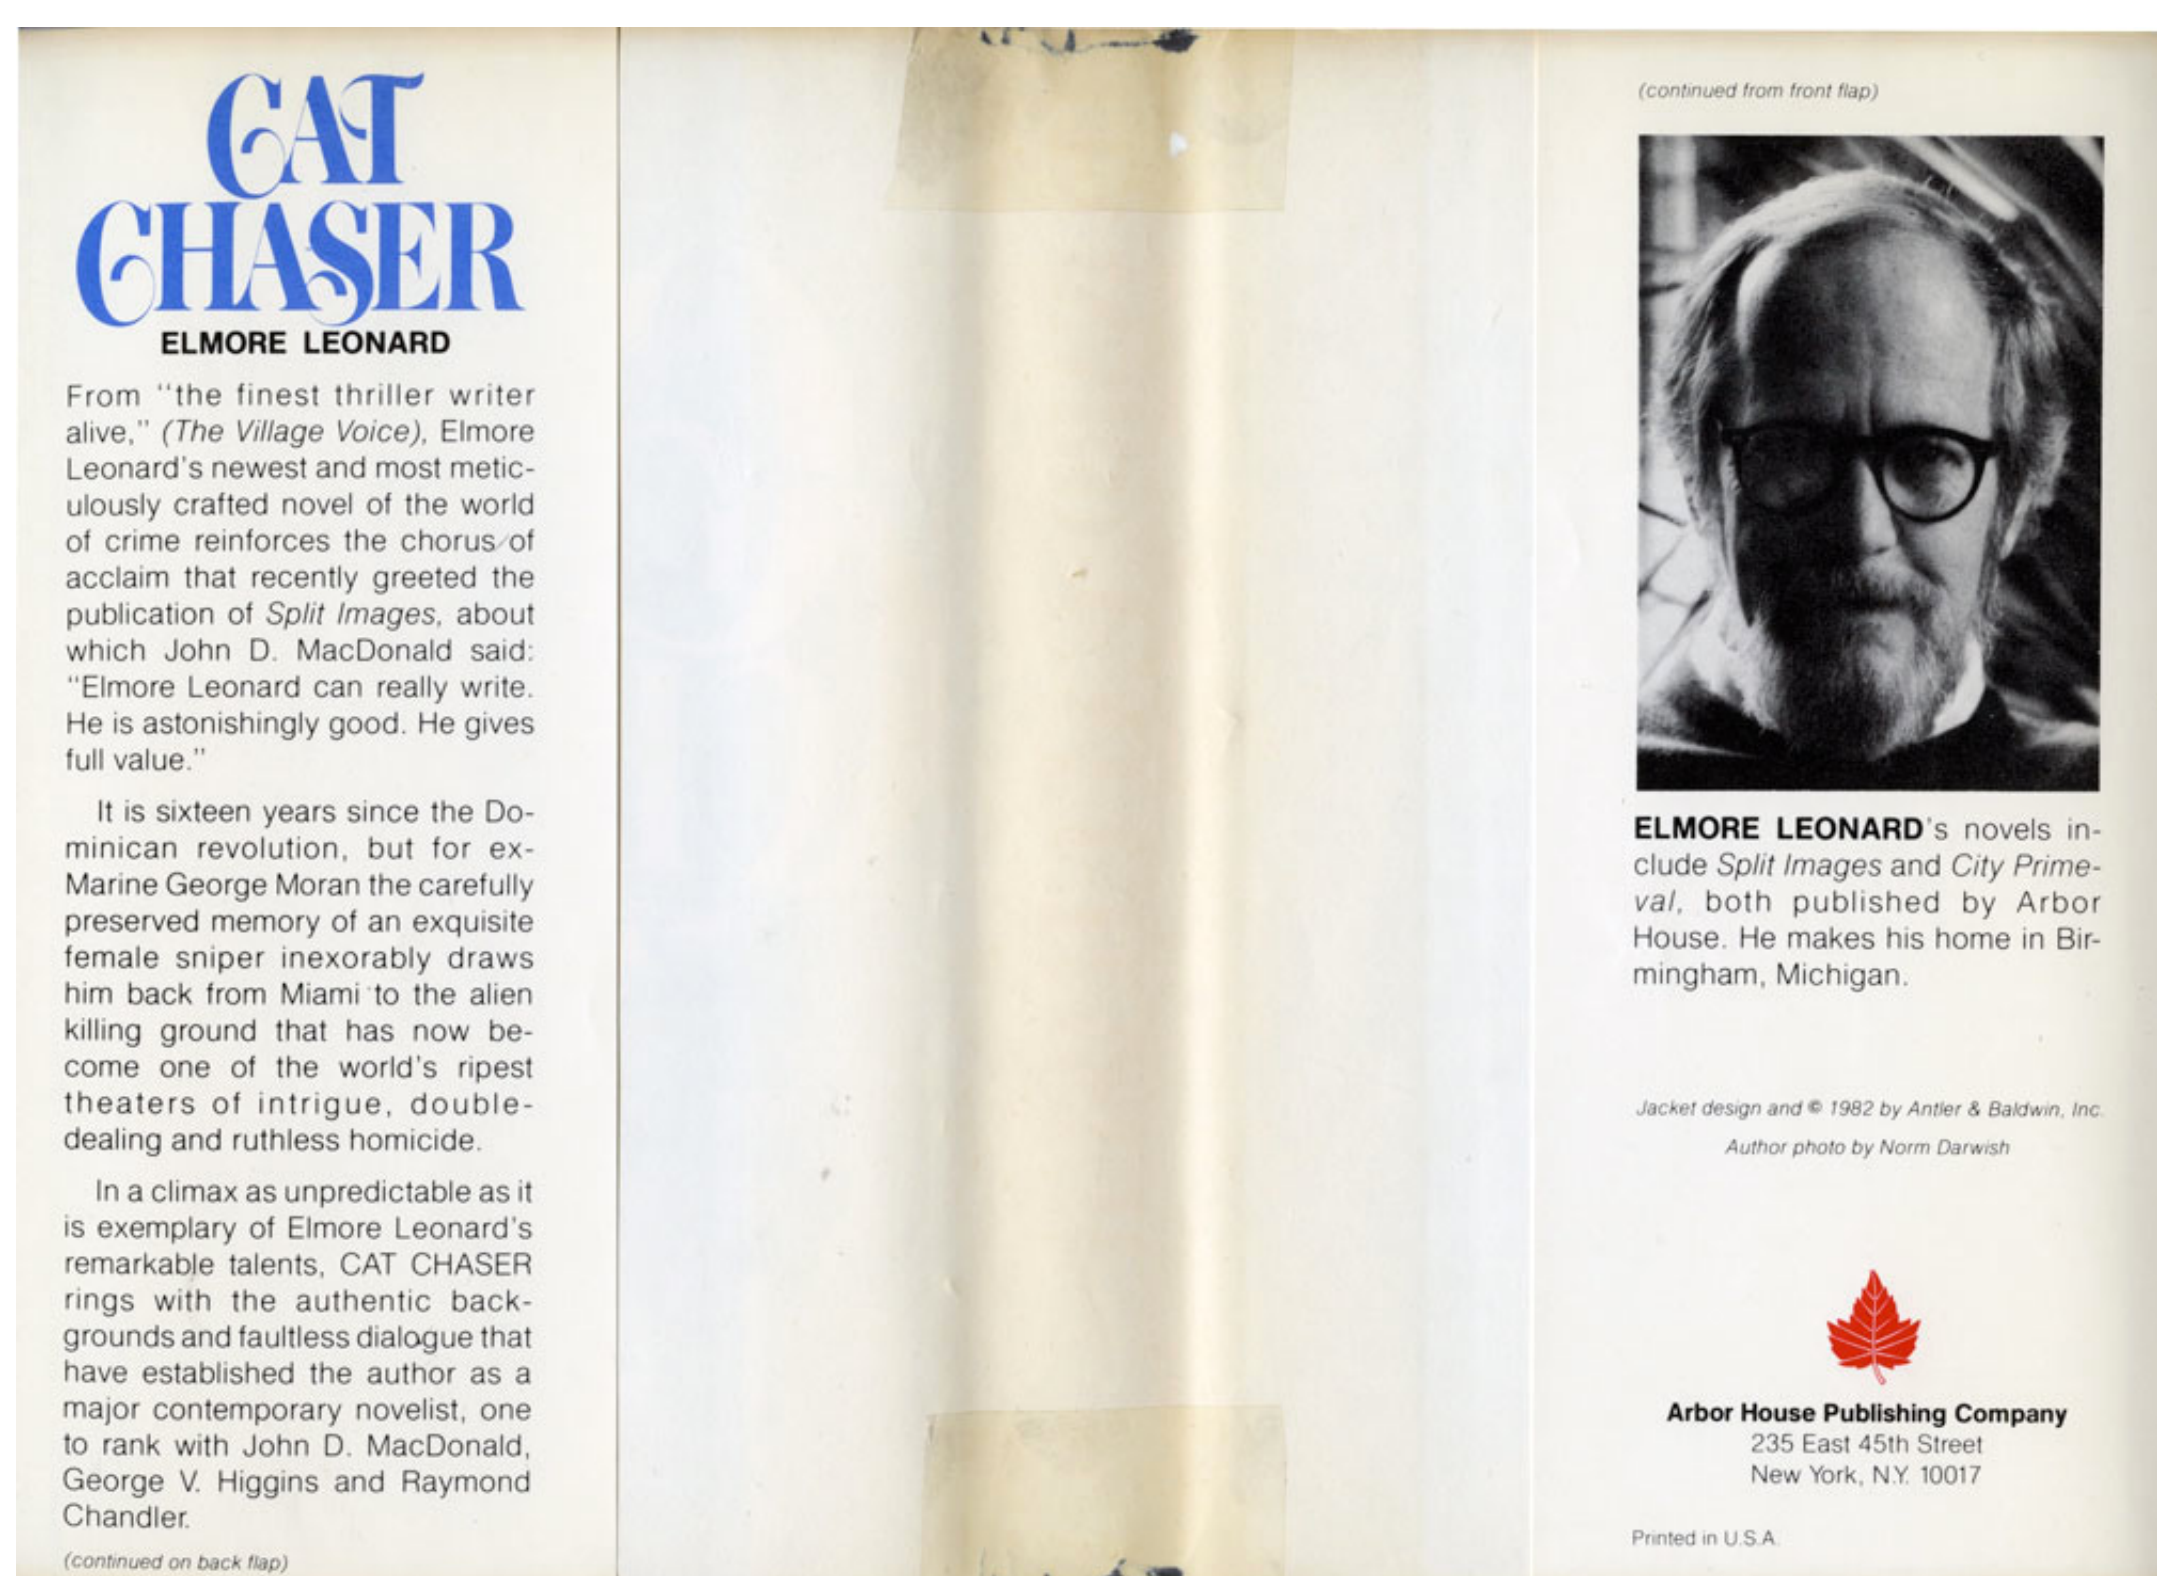 CAT
CHASER
ELMORE LEONARD
From "the finest thriller writer
alive," (The Village Voice), Elmore
Leonard's newest and most metic-
ulously crafted novel of the world
of crime reinforces the chorus of
acclaim that recently greeted the
publication of Split Images, about
which John D. MacDonald said:
"Elmore Leonard can really write.
He is astonishingly good. He gives
full value."
It is sixteen years since the Do-
minican revolution, but for ex-
Marine George Moran the carefully
preserved memory of an exquisite
female sniper inexorably draws
him back from Miami to the alien
killing ground that has now be-
come one of the world's ripest
theaters of intrigue, double-
dealing and ruthless homicide.
In a climax as unpredictable as it
is exemplary of Elmore Leonard's
remarkable talents, CAT CHASER
rings with the authentic back-
grounds and faultless dialogue that
have established the author as a
major contemporary novelist, one
to rank with John D. MacDonald,
George V. Higgins and Raymond
Chandler.
(continued on back flap)
(continued from front flap)
ELMORE LEONARD's novels in-
clude Split Images and City Prime-
val, both published by Arbor
House. He makes his home in Bir-
mingham, Michigan.
Jacket design and © 1982 by Antler & Baldwin, Inc.
Author photo by Norm Darwish
Arbor House Publishing Company
235 East 45th Street
New York, N.Y. 10017
Printed in U.S.A.